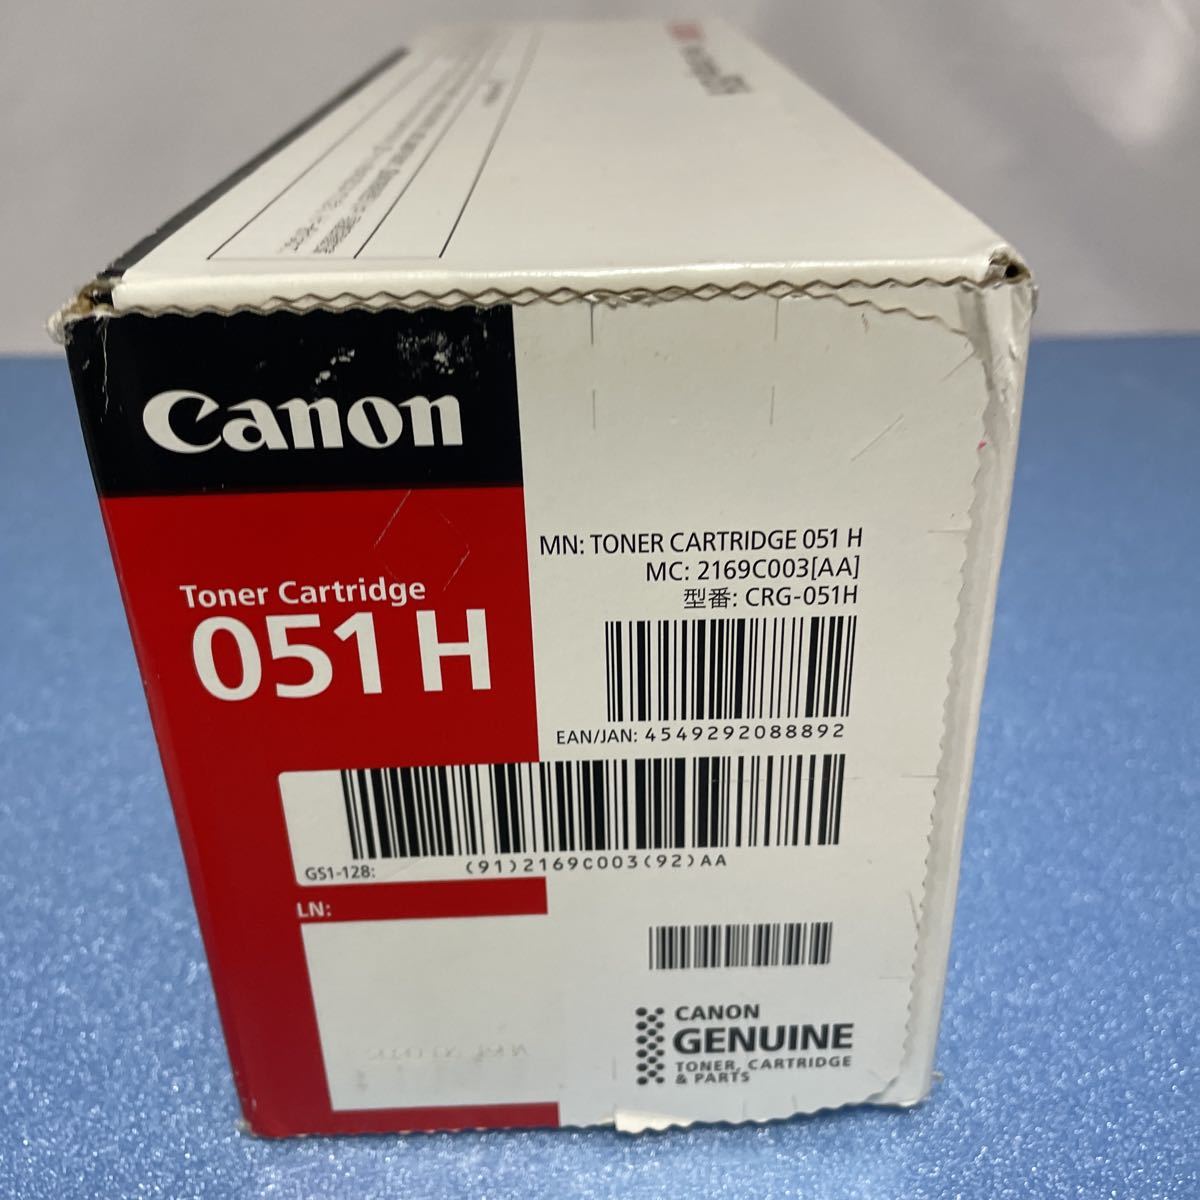 Canon
Toner Cartridge
051 H
MN: TONER CARTRIDGE 051 H
MC: 2169C003[AA]
型番: CRG-051H
EAN/JAN: 4549292088892
GS1-128:
(91)2169C003(92)AA
LN:
CANON
GENUINE
TONER, CARTRIDGE
& PARTS